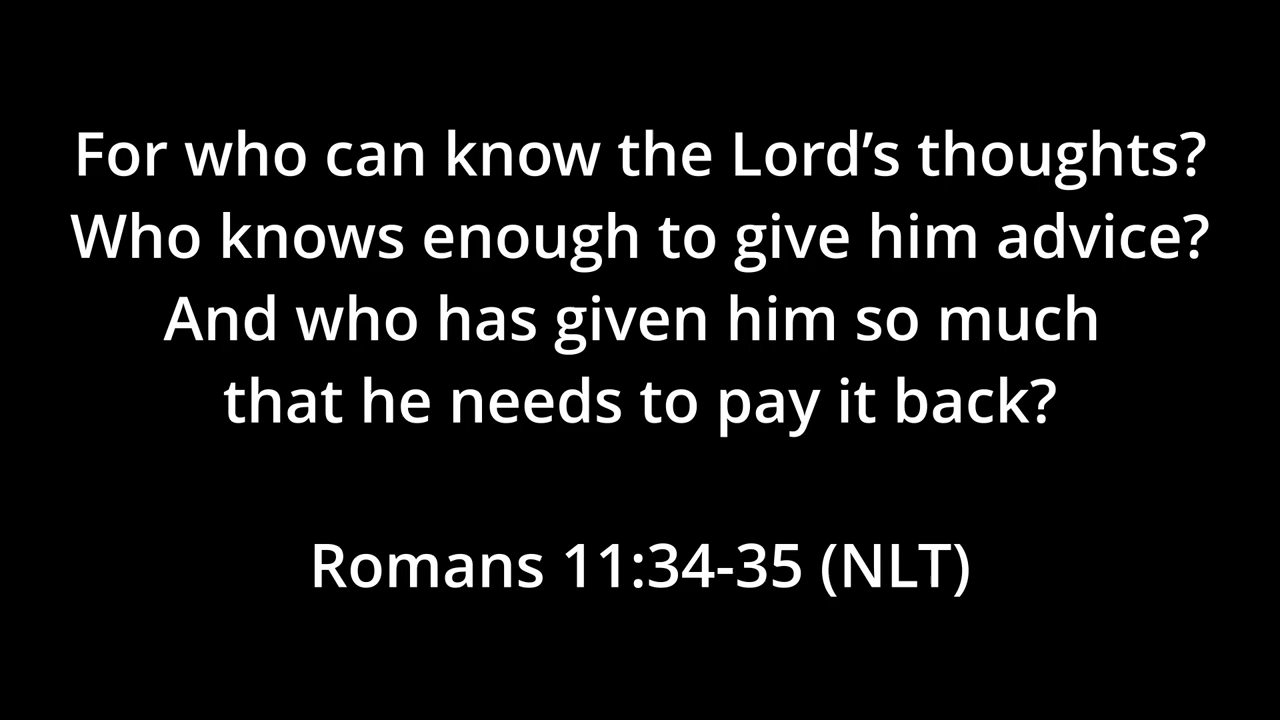 For who can know the Lord’s thoughts?
Who knows enough to give him advice?
And who has given him so much
that he needs to pay it back?
Romans 11:34-35 (NLT)